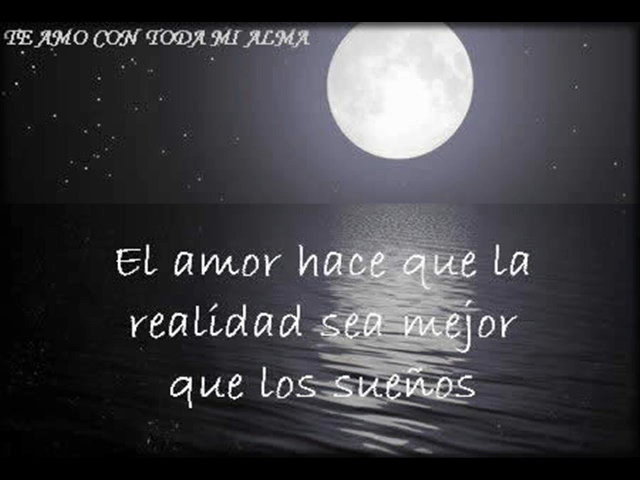 TE AMO CON TODA MI ALMA
El amor hace que la
realidad sea mejor
que los sueños